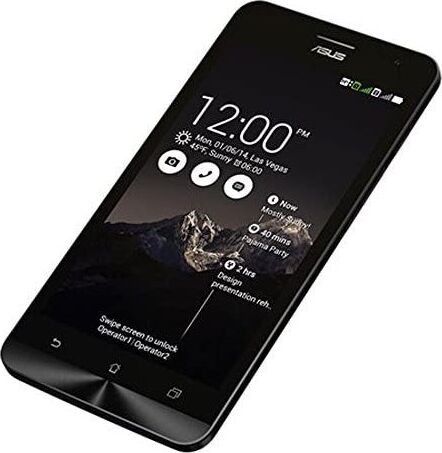 ASUS
12:00 PM
Mon, 01/06/14, Las Vegas
45°F, Sunny 06:00
Now
Mostly Sunny!
40 mins
Pajama Party
2 hrs
Design
presentation reh..
Swipe screen to unlock
Operator1 | Operator2